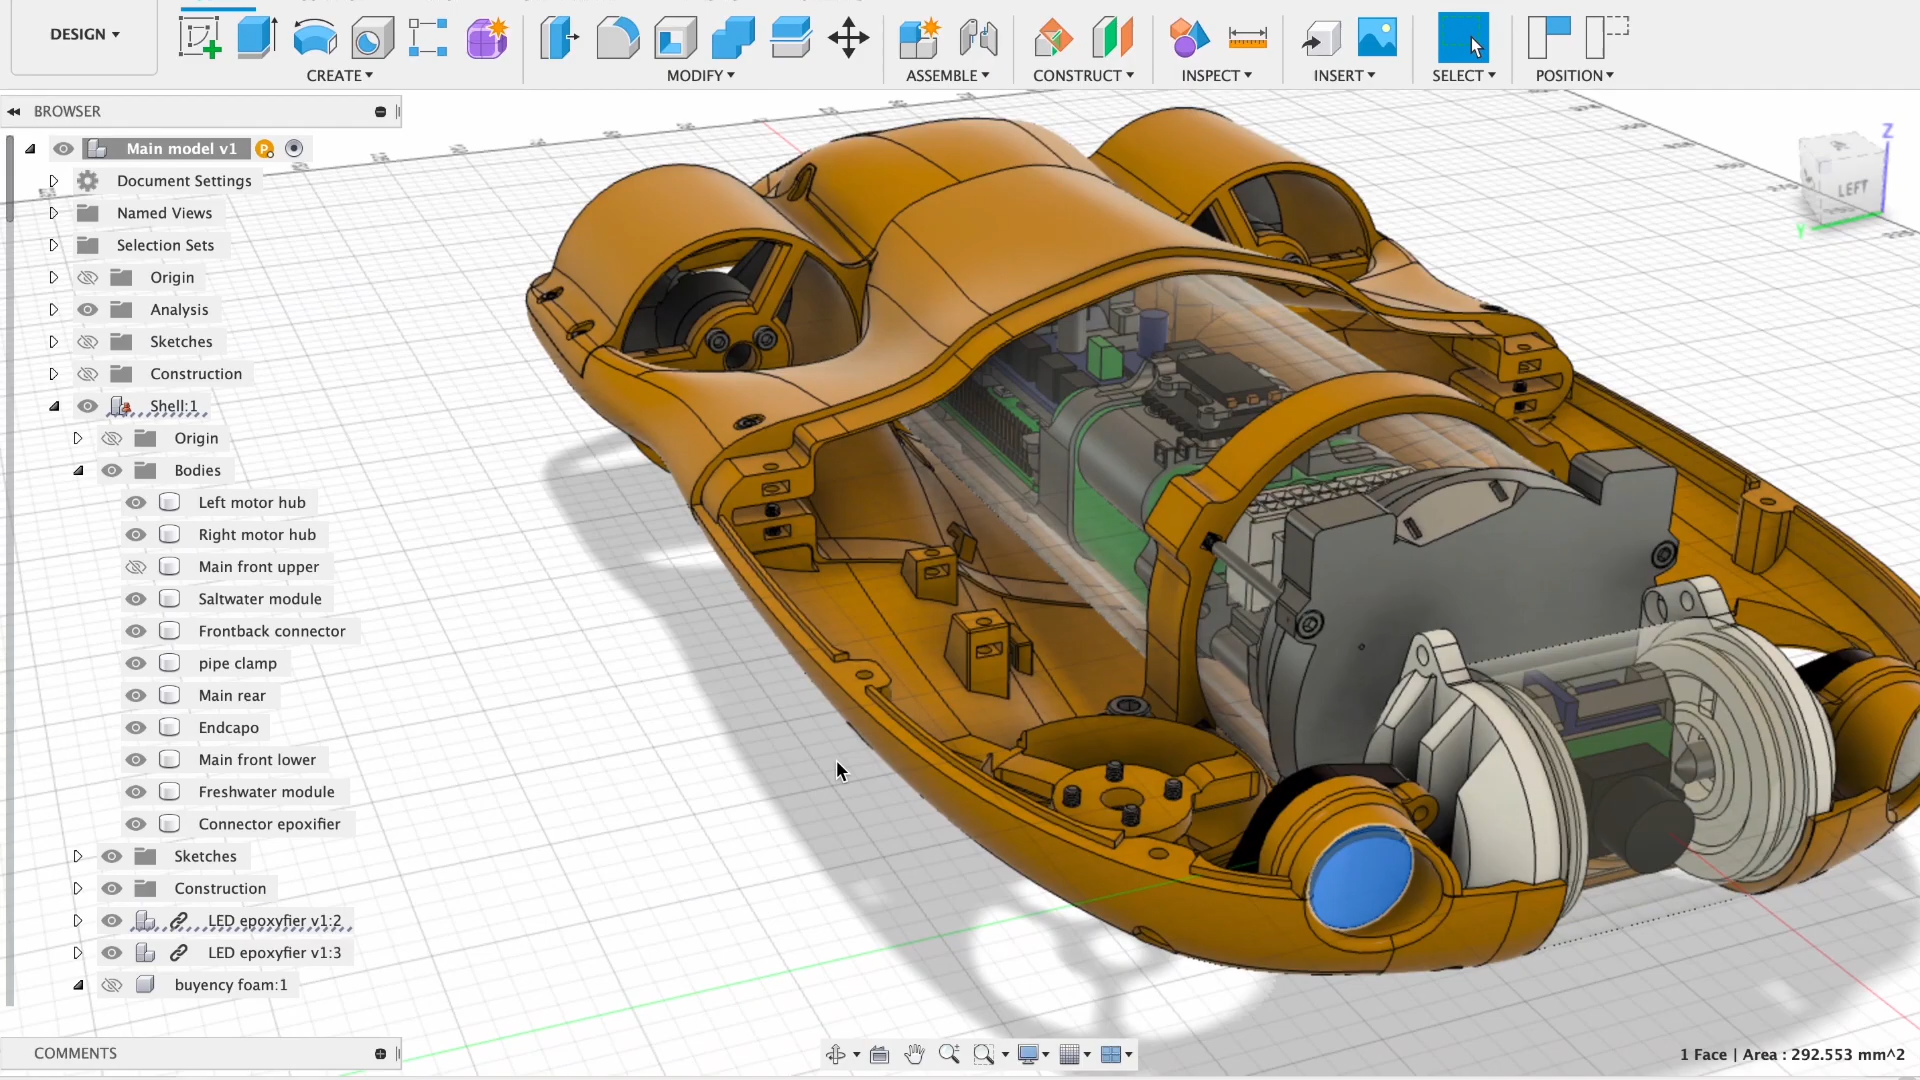 DESIGN
CREATE
MODIFY
ASSEMBLE
CONSTRUCT
INSPECT
INSERT
SELECT
POSITION
BROWSER
Main model v1
P
Document Settings
Named Views
Selection Sets
Origin
Analysis
Sketches
Construction
Shell:1
Origin
Bodies
Left motor hub
Right motor hub
Main front upper
Saltwater module
Frontback connector
pipe clamp
Main rear
Endcapo
Main front lower
Freshwater module
Connector epoxifier
Sketches
Construction
LED epoxyfier v1:2
LED epoxyfier v1:3
buyency foam:1
COMMENTS
Z
LEFT
Y
1 Face | Area : 292.553 mm^2